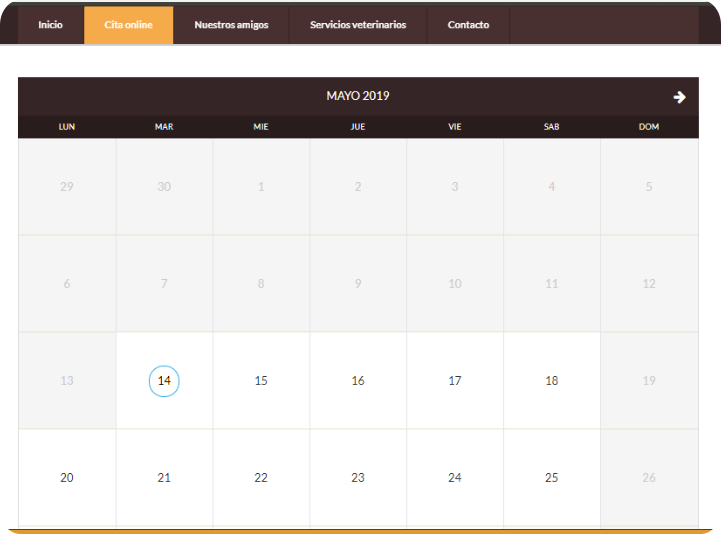 Inicio Cita online Nuestros amigos Servicios veterinarios Contacto
MAYO 2019
LUN MAR MIE JUE VIE SAB DOM
29 30 1 2 3 4 5
6 7 8 9 10 11 12
13 14 15 16 17 18 19
20 21 22 23 24 25 26